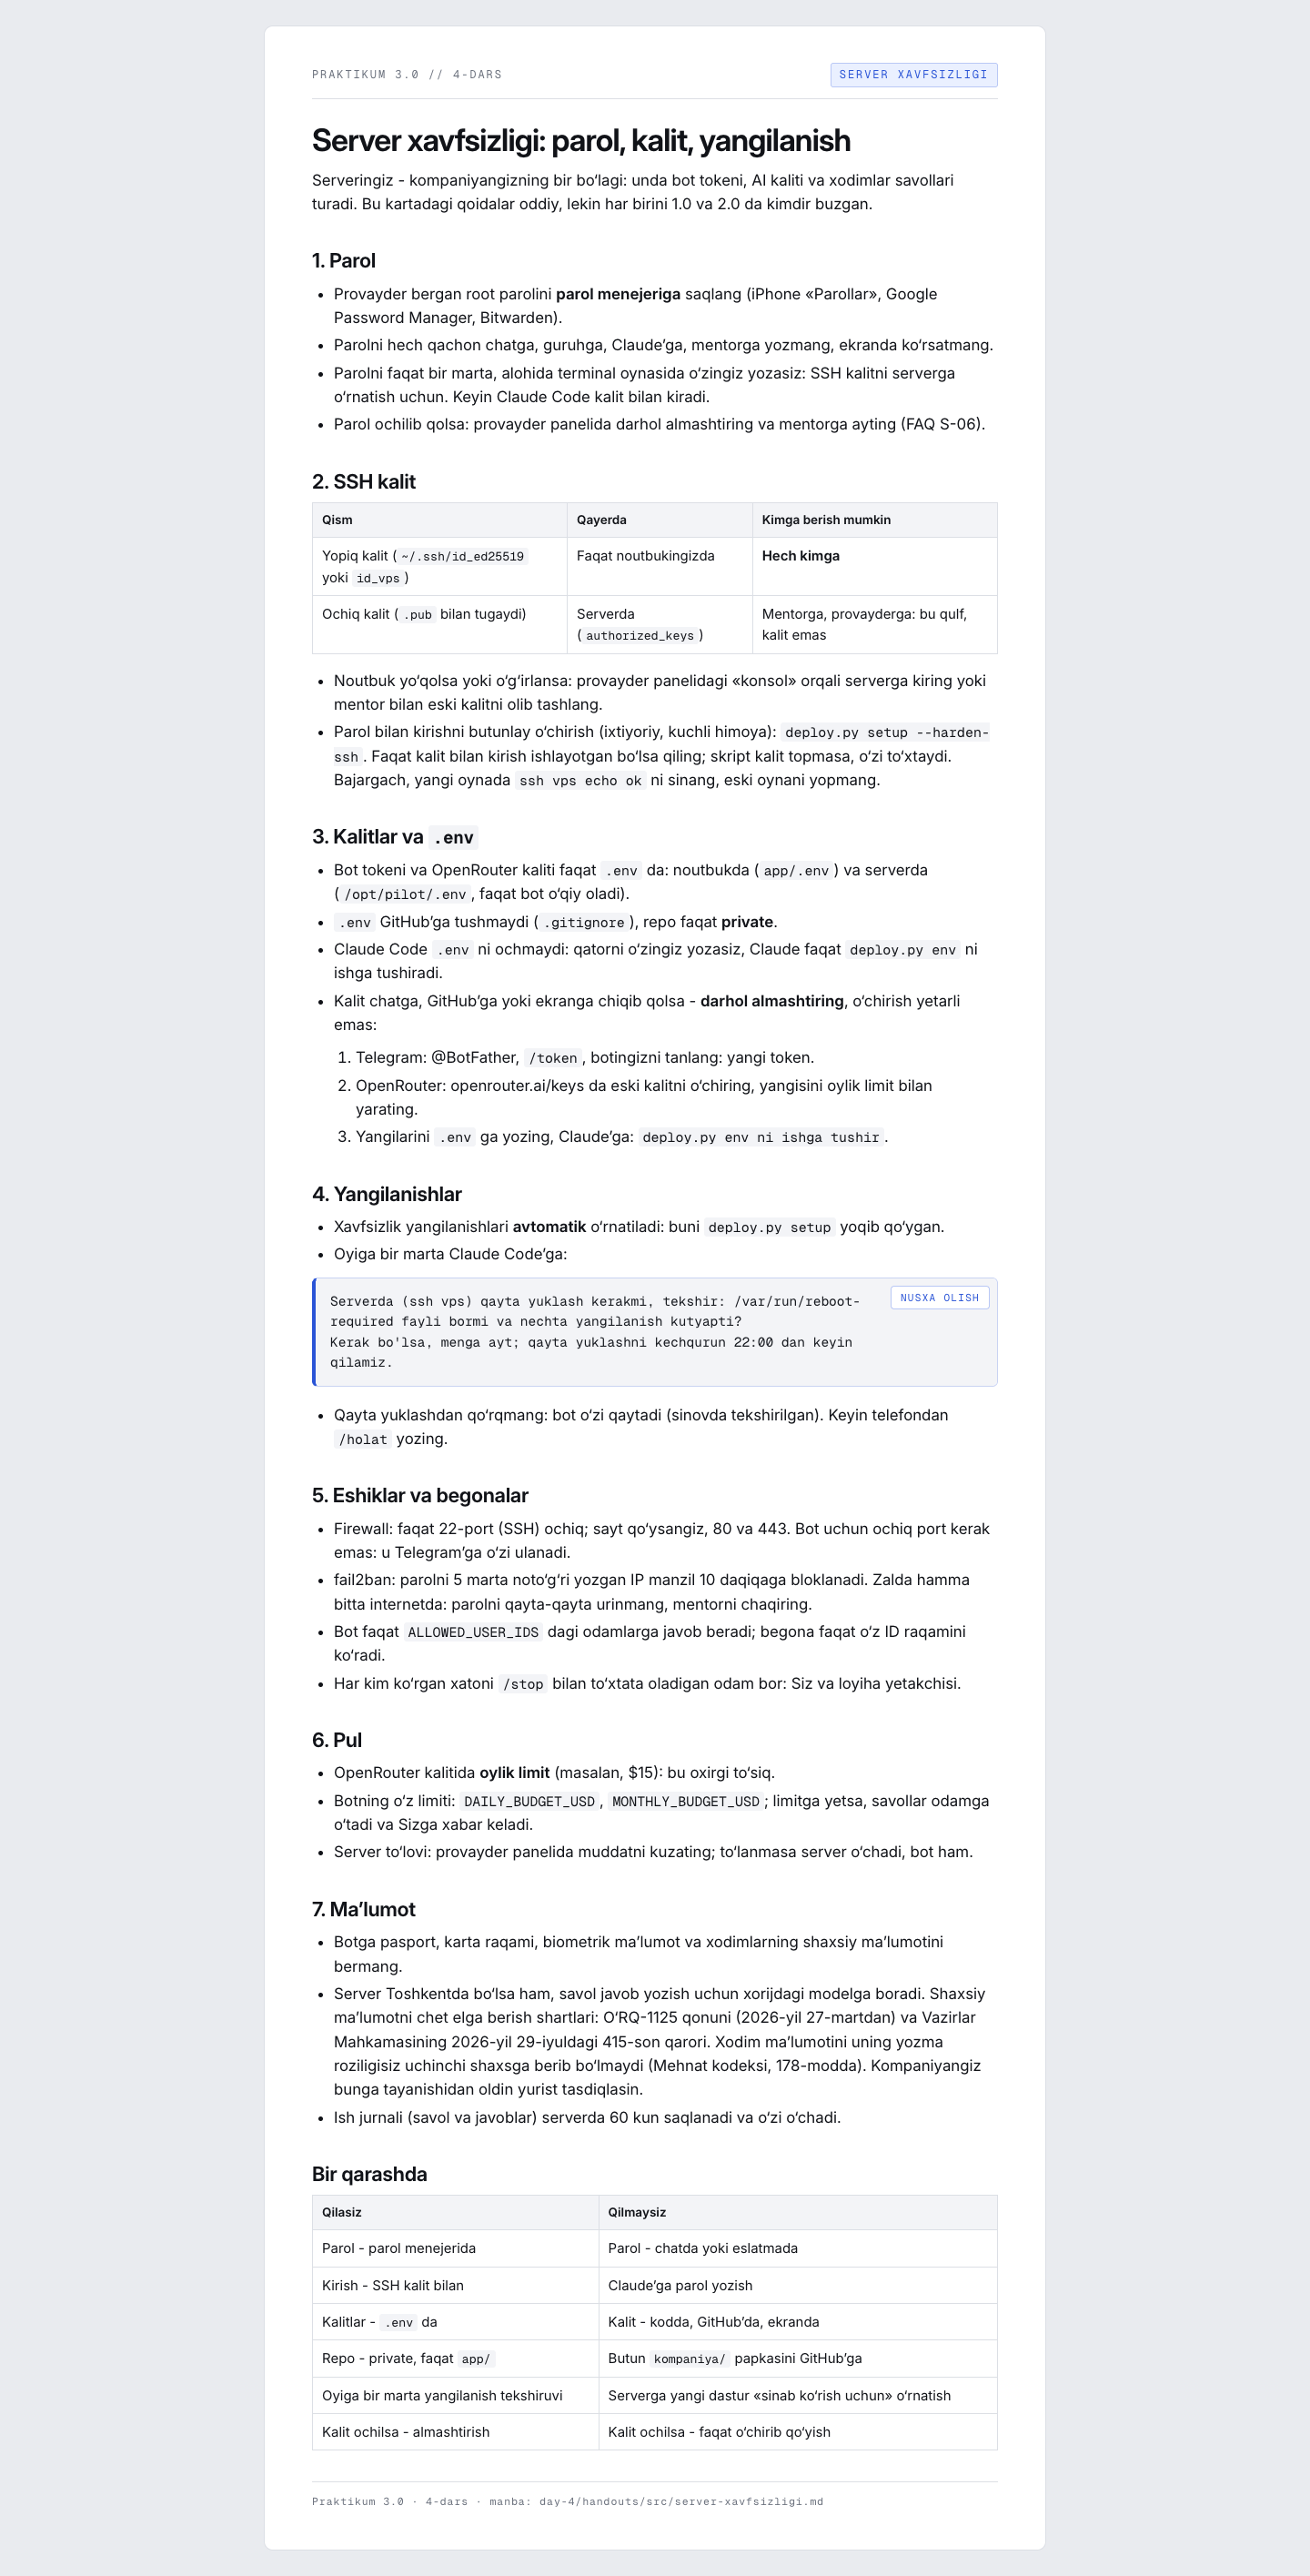 PRAKTIKUM 3.0 // 4-DARS
SERVER XAVFSIZLIGI
Server xavfsizligi: parol, kalit, yangilanish
Serveringiz - kompaniyangizning bir bo‘lagi: unda bot tokeni, AI kaliti va xodimlar savollari
turadi. Bu kartadagi qoidalar oddiy, lekin har birini 1.0 va 2.0 da kimdir buzgan.
1. Parol
• Provayder bergan root parolini parol menejeriga saqlang (iPhone «Parollar», Google
Password Manager, Bitwarden).
• Parolni hech qachon chatga, guruhga, Claude’ga, mentorga yozmang, ekranda ko‘rsatmang.
• Parolni faqat bir marta, alohida terminal oynasida o‘zingiz yozasiz: SSH kalitni serverga
o‘rnatish uchun. Keyin Claude Code kalit bilan kiradi.
• Parol ochilib qolsa: provayder panelida darhol almashtiring va mentorga ayting (FAQ S-06).
2. SSH kalit
Qism Qayerda Kimga berish mumkin
Yopiq kalit (~/.ssh/id_ed25519 Faqat noutbukingizda Hech kimga
yoki id_vps)
Ochiq kalit (.pub bilan tugaydi) Serverda Mentorga, provayderga: bu qulf,
(authorized_keys) kalit emas
• Noutbuk yo‘qolsa yoki o‘g‘irlansa: provayder panelidagi «konsol» orqali serverga kiring yoki
mentor bilan eski kalitni olib tashlang.
• Parol bilan kirishni butunlay o‘chirish (ixtiyoriy, kuchli himoya): deploy.py setup --harden-
ssh. Faqat kalit bilan kirish ishlayotgan bo‘lsa qiling; skript kalit topmasa, o‘zi to‘xtaydi.
Bajargach, yangi oynada ssh vps echo ok ni sinang, eski oynani yopmang.
3. Kalitlar va .env
• Bot tokeni va OpenRouter kaliti faqat .env da: noutbukda (app/.env) va serverda
(/opt/pilot/.env, faqat bot o‘qiy oladi).
• .env GitHub’ga tushmaydi (.gitignore), repo faqat private.
• Claude Code .env ni ochmaydi: qatorni o‘zingiz yozasiz, Claude faqat deploy.py env ni
ishga tushiradi.
• Kalit chatga, GitHub’ga yoki ekranga chiqib qolsa - darhol almashtiring, o‘chirish yetarli
emas:
1. Telegram: @BotFather, /token, botingizni tanlang: yangi token.
2. OpenRouter: openrouter.ai/keys da eski kalitni o‘chiring, yangisini oylik limit bilan
yarating.
3. Yangilarini .env ga yozing, Claude’ga: deploy.py env ni ishga tushir.
4. Yangilanishlar
• Xavfsizlik yangilanishlari avtomatik o‘rnatiladi: buni deploy.py setup yoqib qo‘ygan.
• Oyiga bir marta Claude Code’ga:
Serverda (ssh vps) qayta yuklash kerakmi, tekshir: /var/run/reboot-
required fayli bormi va nechta yangilanish kutyapti?
Kerak bo'lsa, menga ayt; qayta yuklashni kechqurun 22:00 dan keyin
qilamiz.
NUSXA OLISH
• Qayta yuklashdan qo‘rqmang: bot o‘zi qaytadi (sinovda tekshirilgan). Keyin telefondan
/holat yozing.
5. Eshiklar va begonalar
• Firewall: faqat 22-port (SSH) ochiq; sayt qo‘ysangiz, 80 va 443. Bot uchun ochiq port kerak
emas: u Telegram’ga o‘zi ulanadi.
• fail2ban: parolni 5 marta noto‘g‘ri yozgan IP manzil 10 daqiqaga bloklanadi. Zalda hamma
bitta internetda: parolni qayta-qayta urinmang, mentorni chaqiring.
• Bot faqat ALLOWED_USER_IDS dagi odamlarga javob beradi; begona faqat o‘z ID raqamini
ko‘radi.
• Har kim ko‘rgan xatoni /stop bilan to‘xtata oladigan odam bor: Siz va loyiha yetakchisi.
6. Pul
• OpenRouter kalitida oylik limit (masalan, $15): bu oxirgi to‘siq.
• Botning o‘z limiti: DAILY_BUDGET_USD, MONTHLY_BUDGET_USD; limitga yetsa, savollar odamga
o‘tadi va Sizga xabar keladi.
• Server to‘lovi: provayder panelida muddatni kuzating; to‘lanmasa server o‘chadi, bot ham.
7. Ma’lumot
• Botga pasport, karta raqami, biometrik ma’lumot va xodimlarning shaxsiy ma’lumotini
bermang.
• Server Toshkentda bo‘lsa ham, savol javob yozish uchun xorijdagi modelga boradi. Shaxsiy
ma’lumotni chet elga berish shartlari: O‘RQ-1125 qonuni (2026-yil 27-martdan) va Vazirlar
Mahkamasining 2026-yil 29-iyuldagi 415-son qarori. Xodim ma’lumotini uning yozma
roziligisiz uchinchi shaxsga berib bo‘lmaydi (Mehnat kodeksi, 178-modda). Kompaniyangiz
bunga tayanishidan oldin yurist tasdiqlasin.
• Ish jurnali (savol va javoblar) serverda 60 kun saqlanadi va o‘zi o‘chadi.
Bir qarashda
Qilasiz Qilmaysiz
Parol - parol menejerida Parol - chatda yoki eslatmada
Kirish - SSH kalit bilan Claude’ga parol yozish
Kalitlar - .env da Kalit - kodda, GitHub’da, ekranda
Repo - private, faqat app/ Butun kompaniya/ papkasini GitHub’ga
Oyiga bir marta yangilanish tekshiruvi Serverga yangi dastur «sinab ko‘rish uchun» o‘rnatish
Kalit ochilsa - almashtirish Kalit ochilsa - faqat o‘chirib qo‘yish
Praktikum 3.0 · 4-dars · manba: day-4/handouts/src/server-xavfsizligi.md